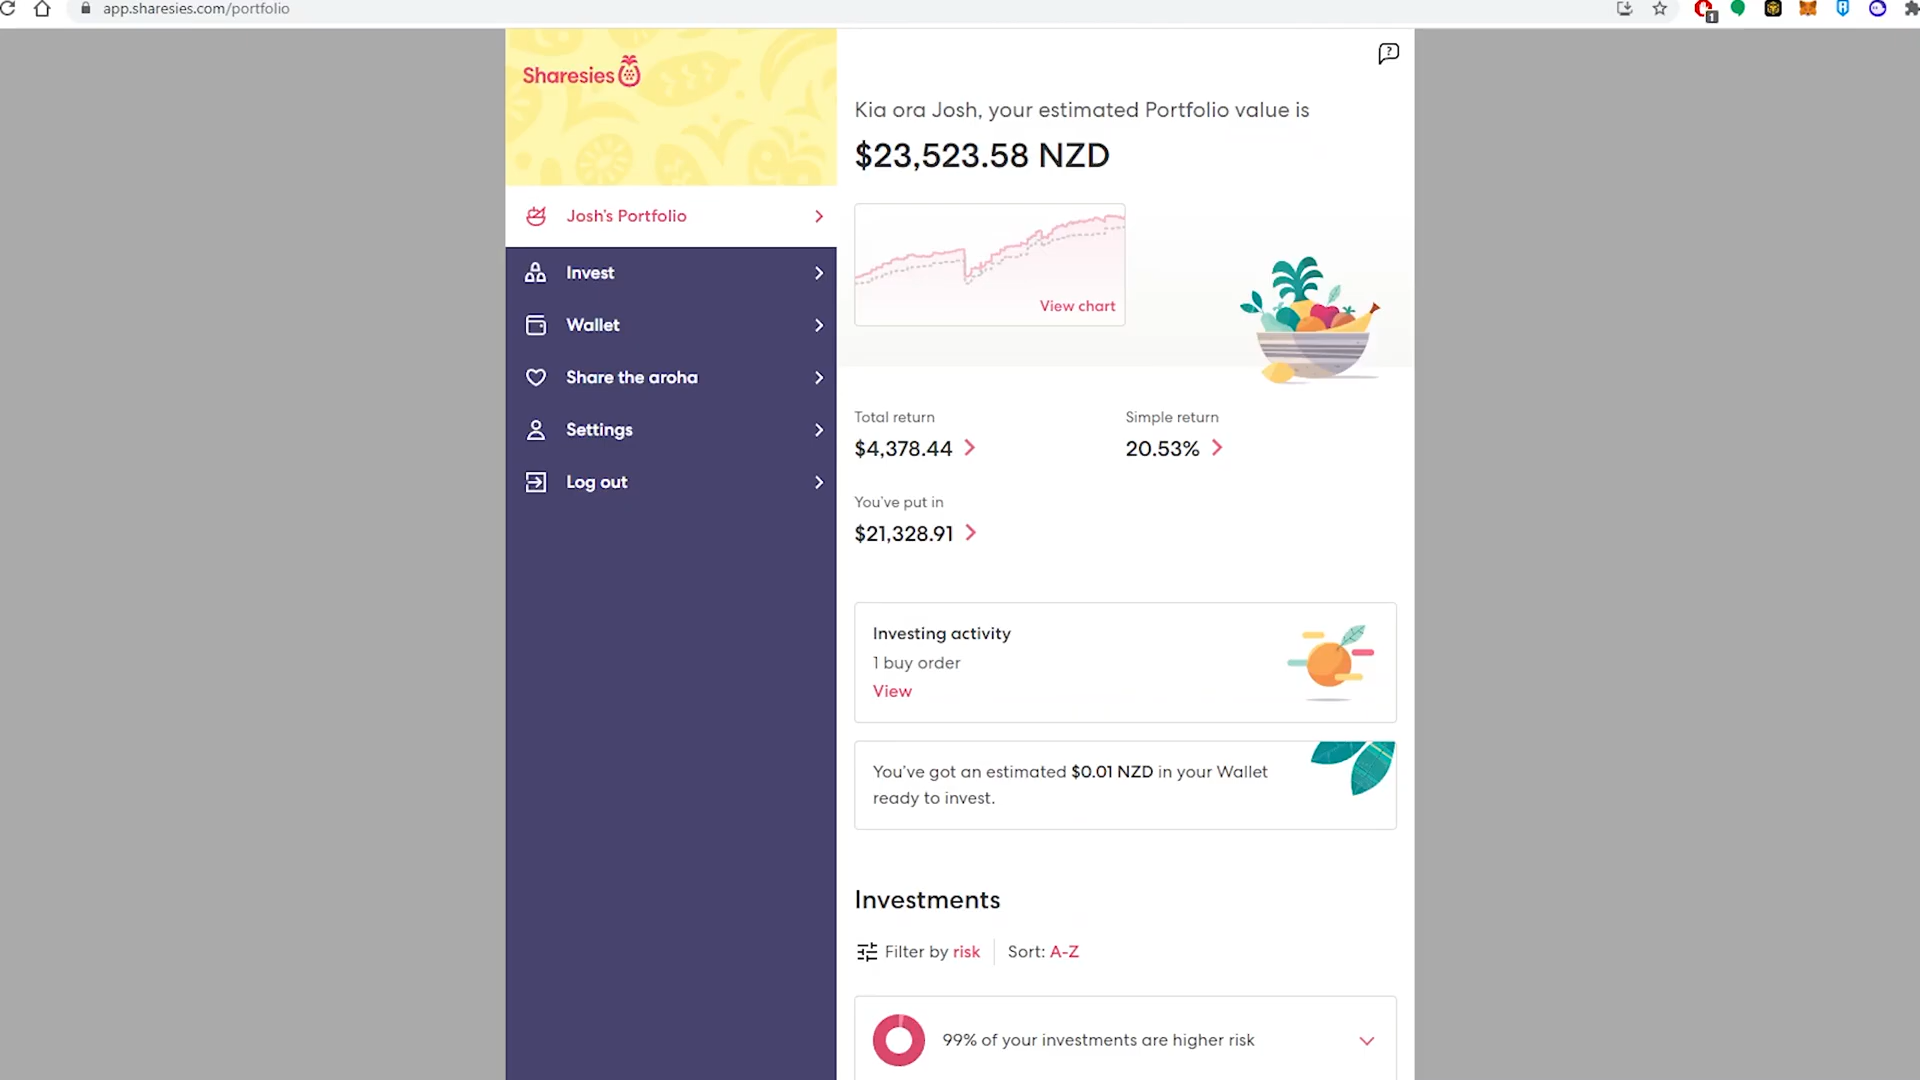 app.sharesies.com/portfolio
1
Sharesies
?
Kia ora Josh, your estimated Portfolio value is
$23,523.58 NZD
Josh's Portfolio
Invest
Wallet
Share the aroha
Settings
Log out
View chart
Total return
Simple return
$4,378.44
20.53%
You've put in
$21,328.91
Investing activity
1 buy order
View
You've got an estimated $0.01 NZD in your Wallet
ready to invest.
Investments
Filter by risk
Sort: A-Z
99% of your investments are higher risk